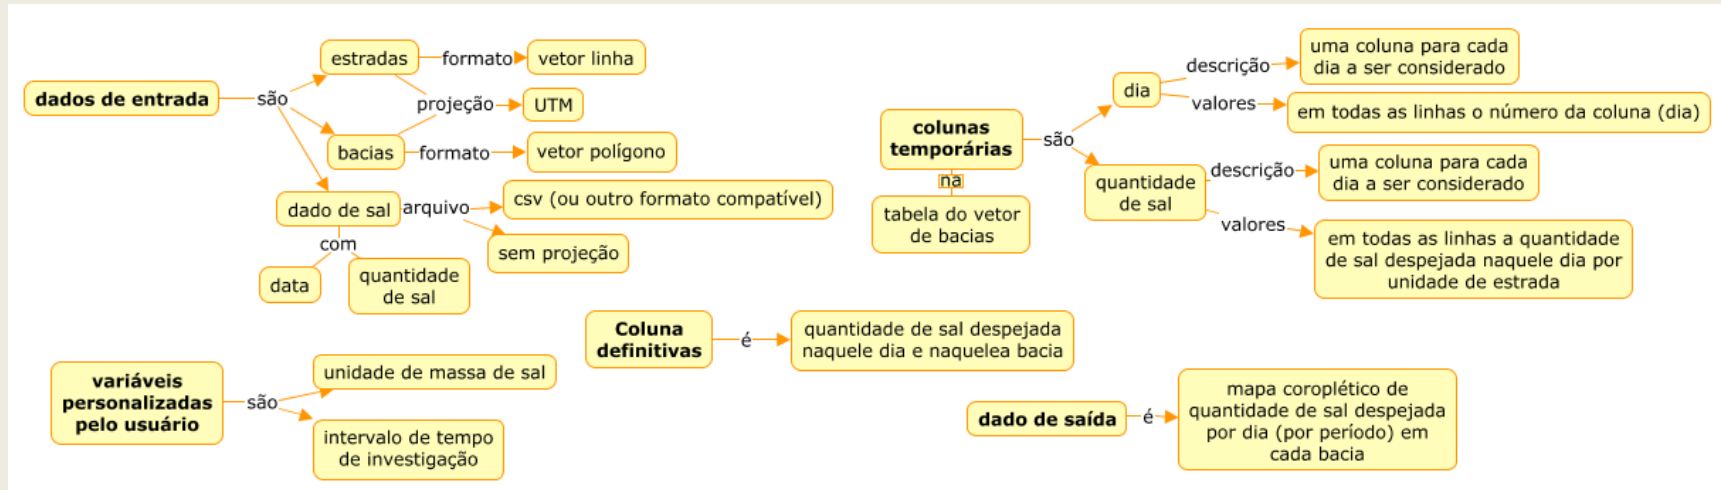 dados de entrada
são
estradas
formato
vetor linha
projeção
UTM
bacias
formato
vetor polígono
dado de sal
arquivo
csv (ou outro formato compatível)
sem projeção
com
data
quantidade
de sal
colunas
temporárias
na
tabela do vetor
de bacias
são
dia
descrição
uma coluna para cada
dia a ser considerado
valores
em todas as linhas o número da coluna (dia)
quantidade
de sal
descrição
uma coluna para cada
dia a ser considerado
valores
em todas as linhas a quantidade
de sal despejada naquele dia por
unidade de estrada
Coluna
definitivas
é
quantidade de sal despejada
naquele dia e naquelea bacia
variáveis
personalizadas
pelo usuário
são
unidade de massa de sal
intervalo de tempo
de investigação
dado de saída
é
mapa coroplético de
quantidade de sal despejada
por dia (por período) em
cada bacia